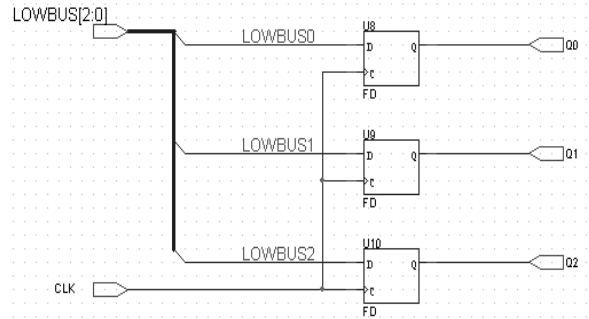 LOWBUS[2:0]
U8
LOWBUS0
D Q
Q0
C
FD
U9
LOWBUS1
D Q
Q1
C
FD
U10
LOWBUS2
D Q
Q2
CLK
C
FD